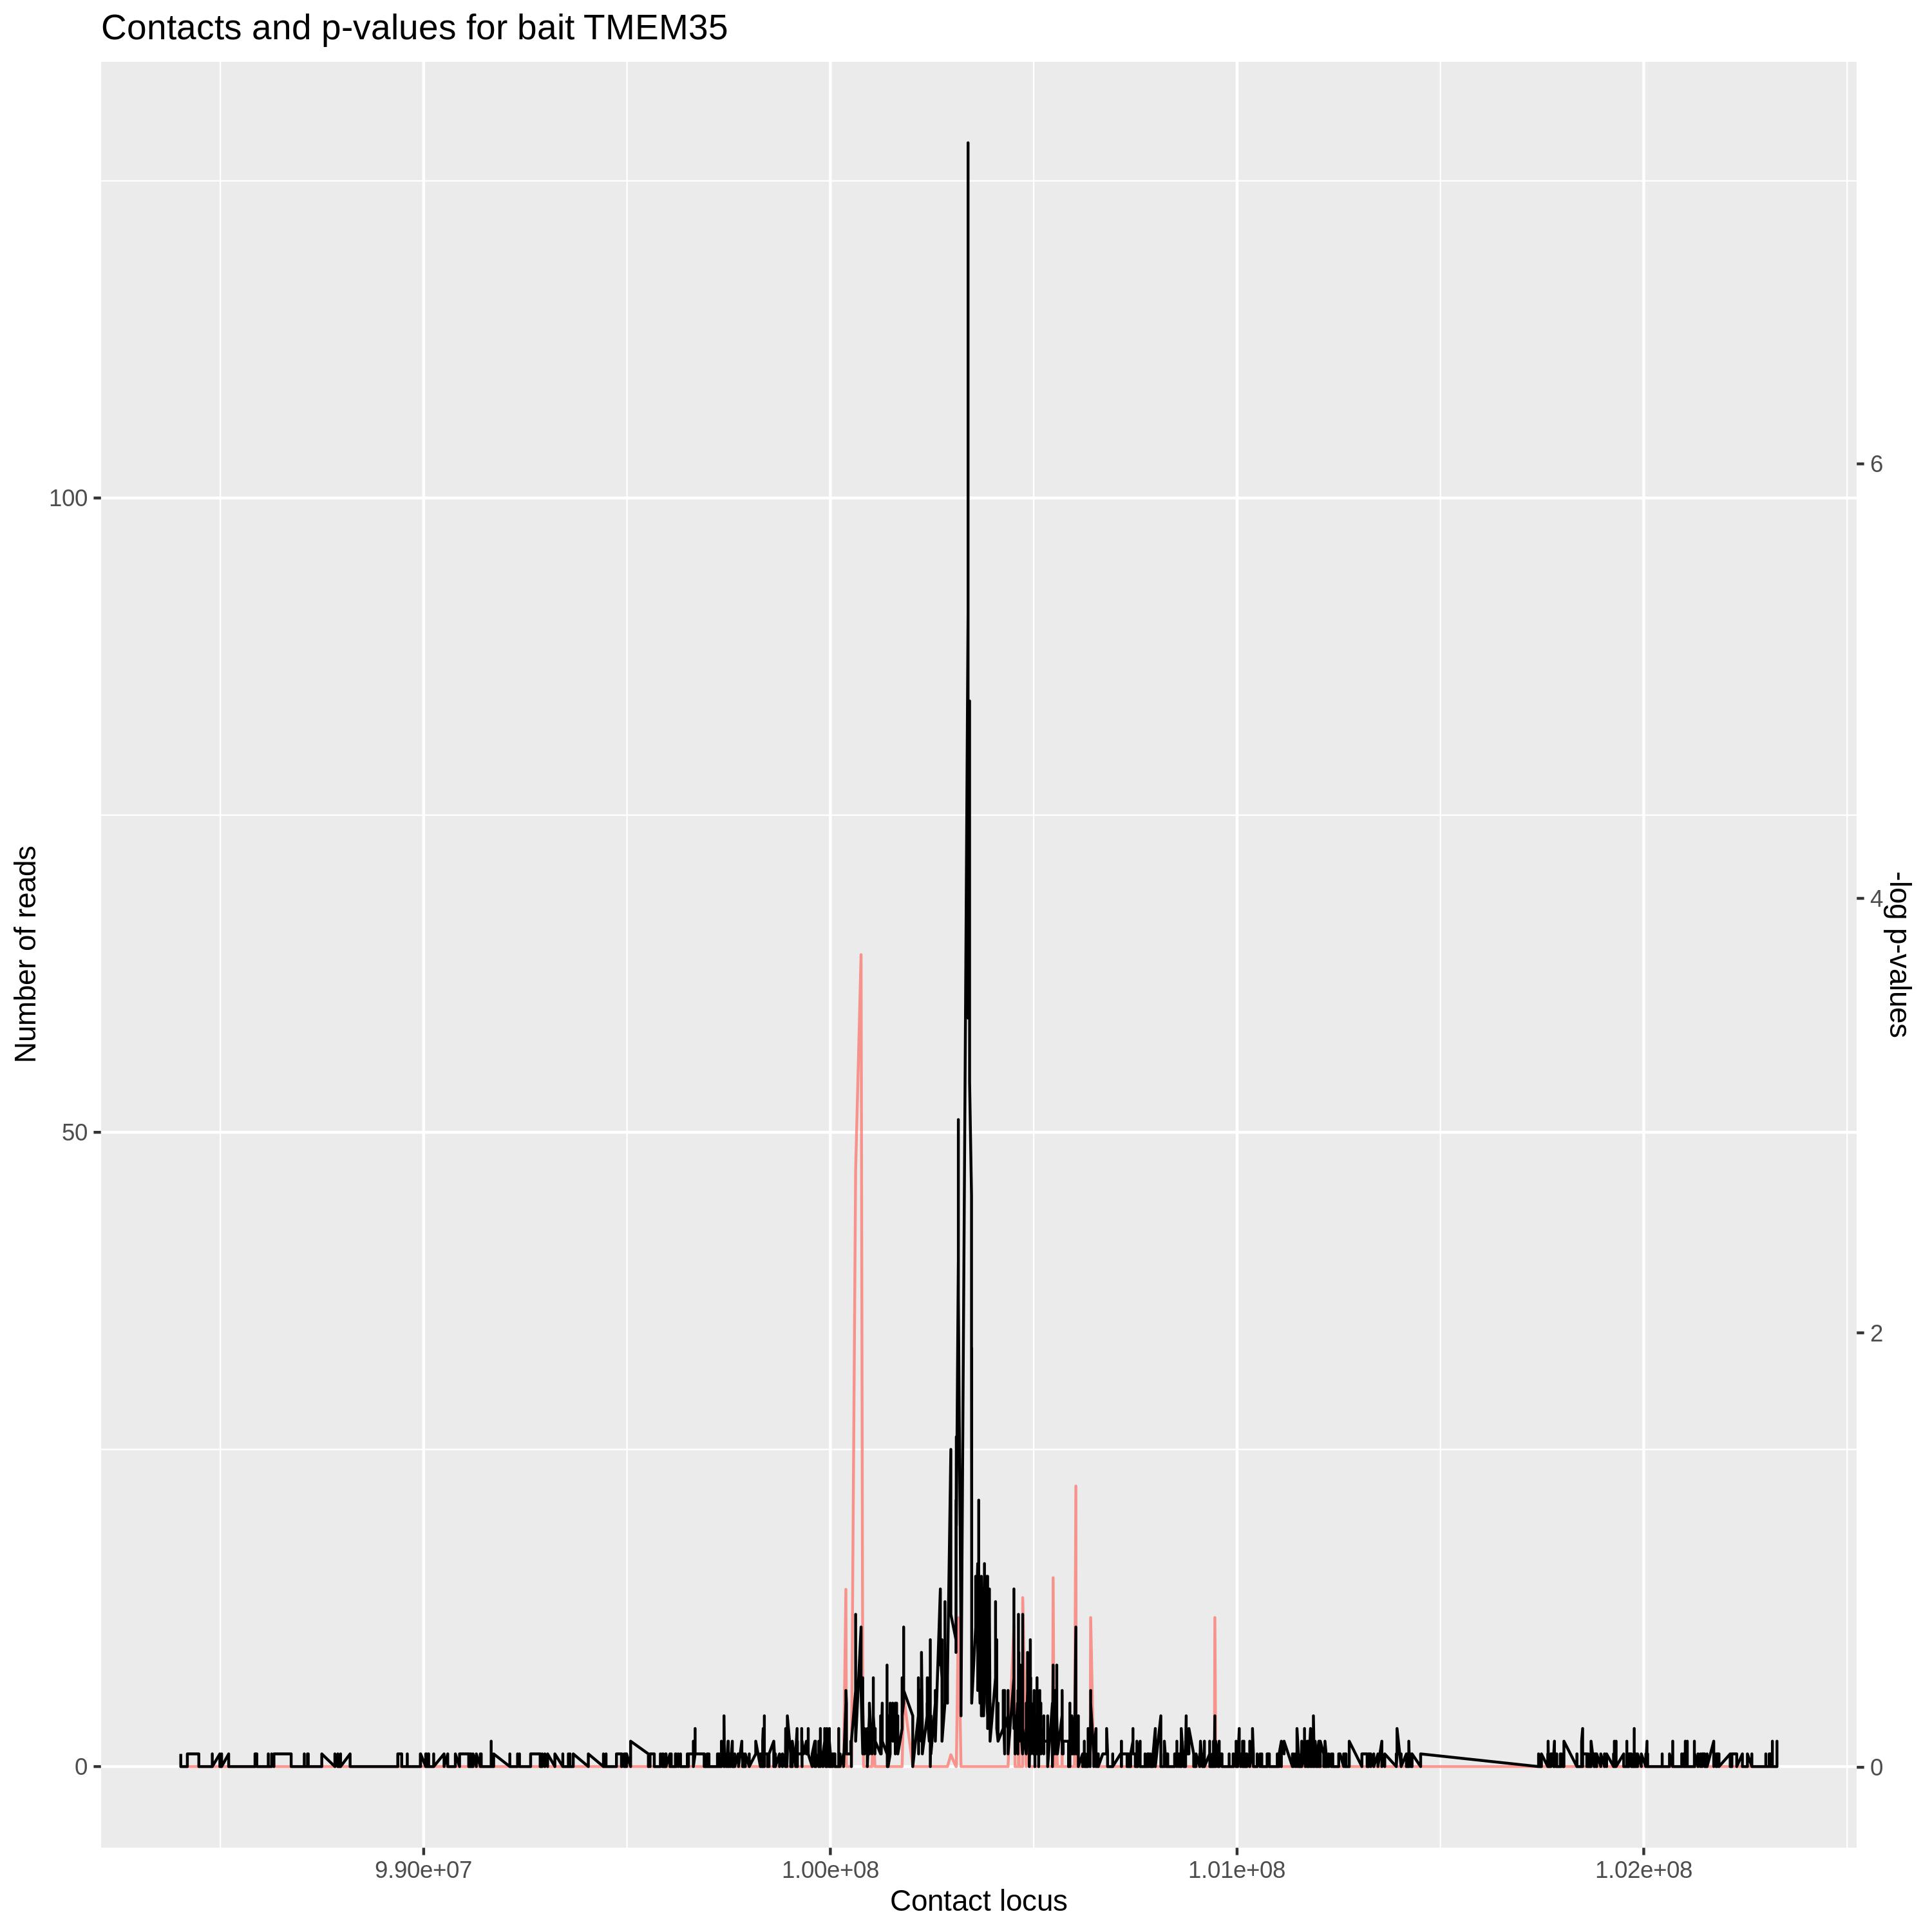 Contacts and p-values for bait TMEM35
Number of reads
100
50
0
6
4
2
0
-log p-values
9.90e+07 1.00e+08 1.01e+08 1.02e+08
Contact locus